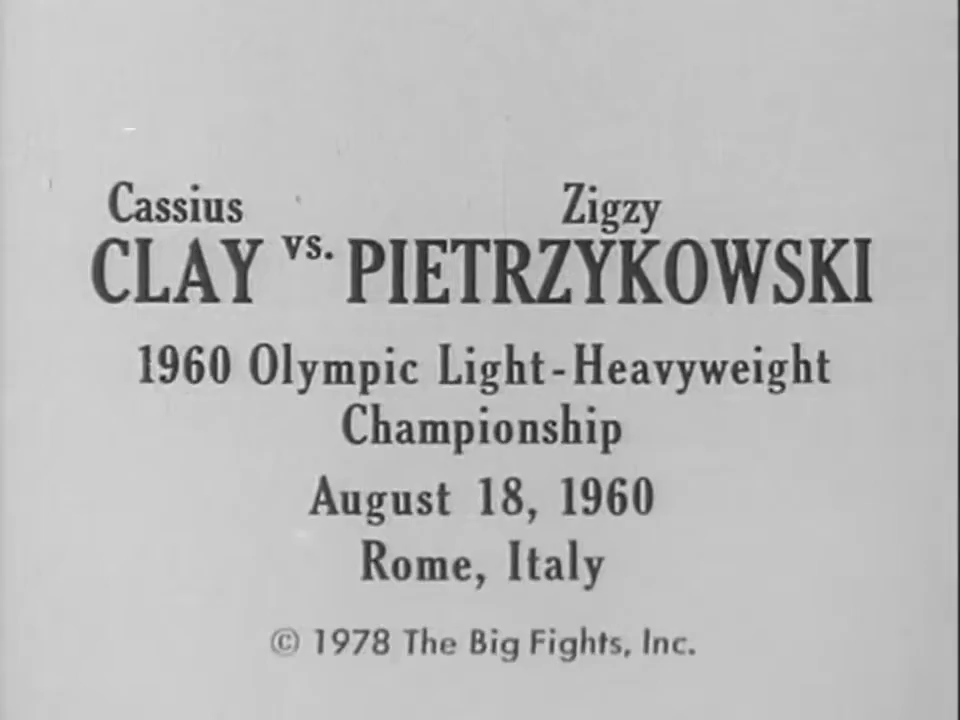 Cassius Zigzy
CLAY vs. PIETRZYKOWSKI
1960 Olympic Light-Heavyweight
Championship
August 18, 1960
Rome, Italy
© 1978 The Big Fights, Inc.